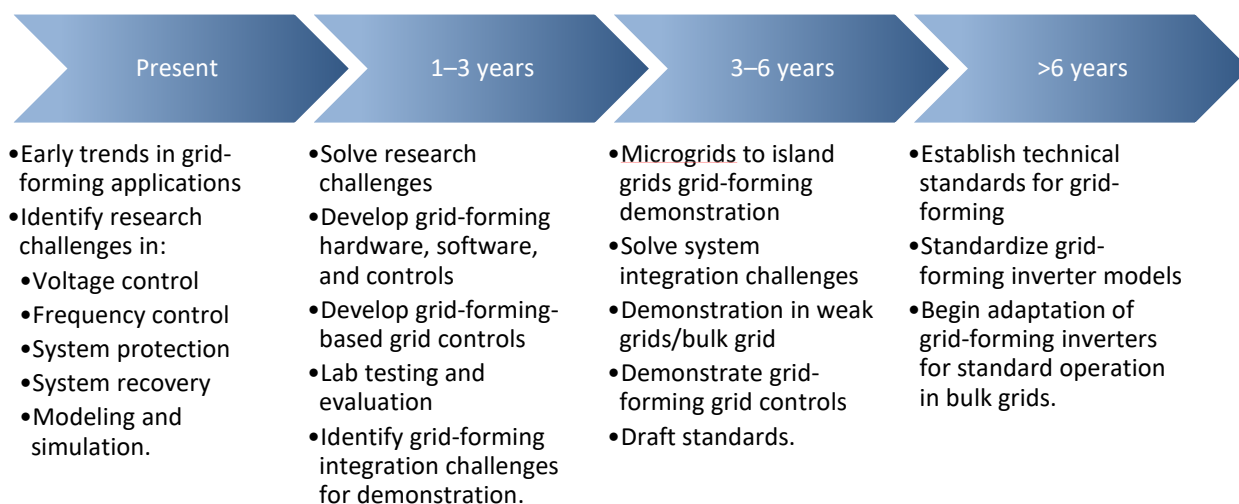 Present
1–3 years
3–6 years
>6 years
•Early trends in grid-
forming applications
•Identify research
challenges in:
•Voltage control
•Frequency control
•System protection
•System recovery
•Modeling and
simulation.
•Solve research
challenges
•Develop grid-forming
hardware, software,
and controls
•Develop grid-forming-
based grid controls
•Lab testing and
evaluation
•Identify grid-forming
integration challenges
for demonstration.
•Microgrids to island
grids grid-forming
demonstration
•Solve system
integration challenges
•Demonstration in weak
grids/bulk grid
•Demonstrate grid-
forming grid controls
•Draft standards.
•Establish technical
standards for grid-
forming
•Standardize grid-
forming inverter models
•Begin adaptation of
grid-forming inverters
for standard operation
in bulk grids.